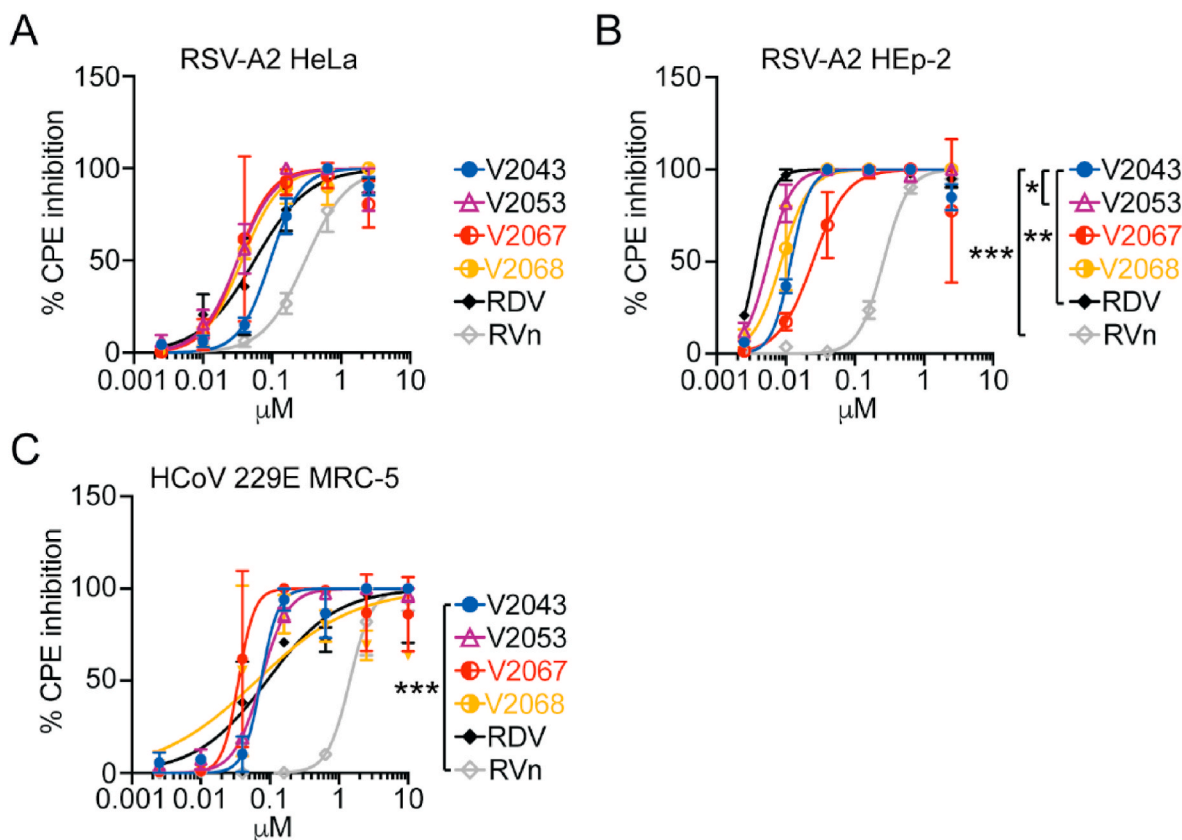 A
RSV-A2 HeLa
% CPE inhibition
150
100
50
0
0.001 0.01 0.1 1 10
µM
V2043
V2053
V2067
V2068
RDV
RVn
B
RSV-A2 HEp-2
% CPE inhibition
150
100
50
0
0.001 0.01 0.1 1 10
µM
V2043
V2053
V2067
V2068
RDV
RVn
*
**
***
C
HCoV 229E MRC-5
% CPE inhibition
150
100
50
0
0.001 0.01 0.1 1 10
µM
V2043
V2053
V2067
V2068
RDV
RVn
***